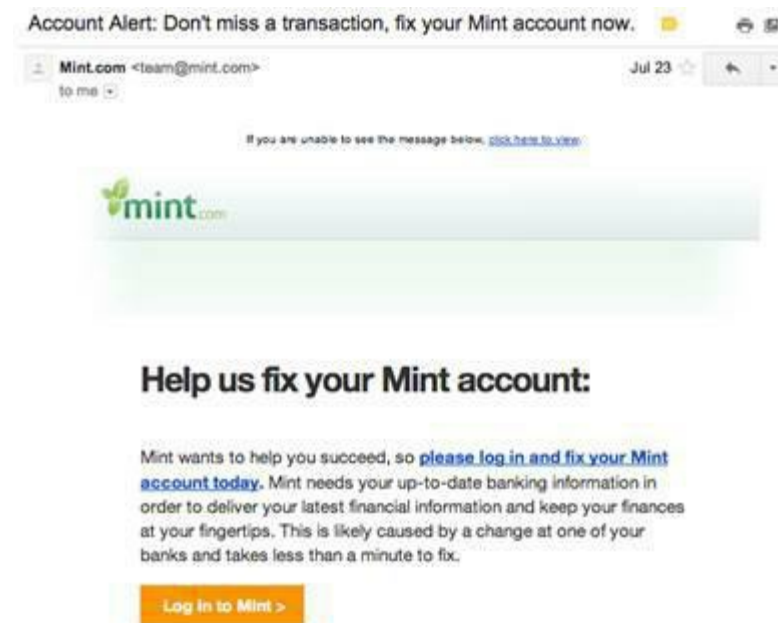 Account Alert: Don't miss a transaction, fix your Mint account now.
Mint.com <team@mint.com>
Jul 23
to me
If you are unable to see the message below, click here to view.
mint.com
Help us fix your Mint account:
Mint wants to help you succeed, so please log in and fix your Mint
account today. Mint needs your up-to-date banking information in
order to deliver your latest financial information and keep your finances
at your fingertips. This is likely caused by a change at one of your
banks and takes less than a minute to fix.
Log in to Mint >